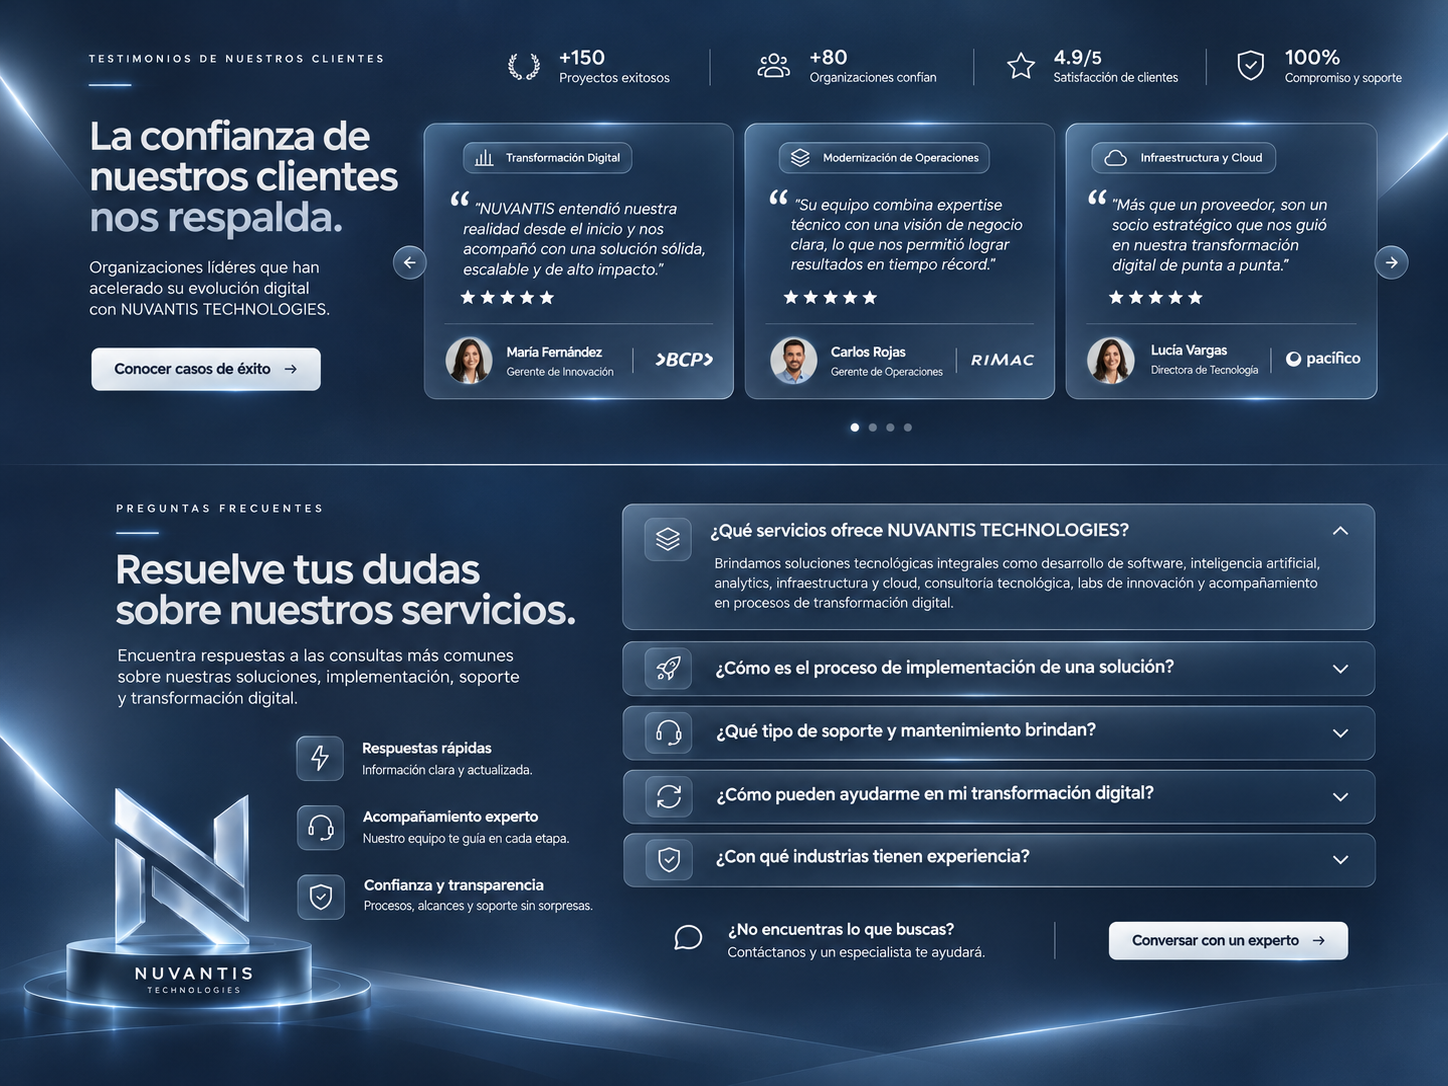 TESTIMONIOS DE NUESTROS CLIENTES
La confianza de
nuestros clientes
nos respalda.
Organizaciones líderes que han
acelerado su evolución digital
con NUVANTIS TECHNOLOGIES.
Conocer casos de éxito
+150
Proyectos exitosos
+80
Organizaciones confían
4.9/5
Satisfacción de clientes
100%
Compromiso y soporte
Transformación Digital
“ "NUVANTIS entendió nuestra
realidad desde el inicio y nos
acompañó con una solución sólida,
escalable y de alto impacto."
María Fernández
Gerente de Innovación
BCP
Modernización de Operaciones
“ "Su equipo combina expertise
técnico con una visión de negocio
clara, lo que nos permitió lograr
resultados en tiempo récord."
Carlos Rojas
Gerente de Operaciones
RIMAC
Infraestructura y Cloud
“ "Más que un proveedor, son un
socio estratégico que nos guió
en nuestra transformación
digital de punta a punta."
Lucía Vargas
Directora de Tecnología
pacífico
PREGUNTAS FRECUENTES
Resuelve tus dudas
sobre nuestros servicios.
Encuentra respuestas a las consultas más comunes
sobre nuestras soluciones, implementación, soporte
y transformación digital.
Respuestas rápidas
Información clara y actualizada.
Acompañamiento experto
Nuestro equipo te guía en cada etapa.
Confianza y transparencia
Procesos, alcances y soporte sin sorpresas.
NUVANTIS
TECHNOLOGIES
¿Qué servicios ofrece NUVANTIS TECHNOLOGIES?
Brindamos soluciones tecnológicas integrales como desarrollo de software, inteligencia artificial,
analytics, infraestructura y cloud, consultoría tecnológica, labs de innovación y acompañamiento
en procesos de transformación digital.
¿Cómo es el proceso de implementación de una solución?
¿Qué tipo de soporte y mantenimiento brindan?
¿Cómo pueden ayudarme en mi transformación digital?
¿Con qué industrias tienen experiencia?
¿No encuentras lo que buscas?
Contáctanos y un especialista te ayudará.
Conversar con un experto